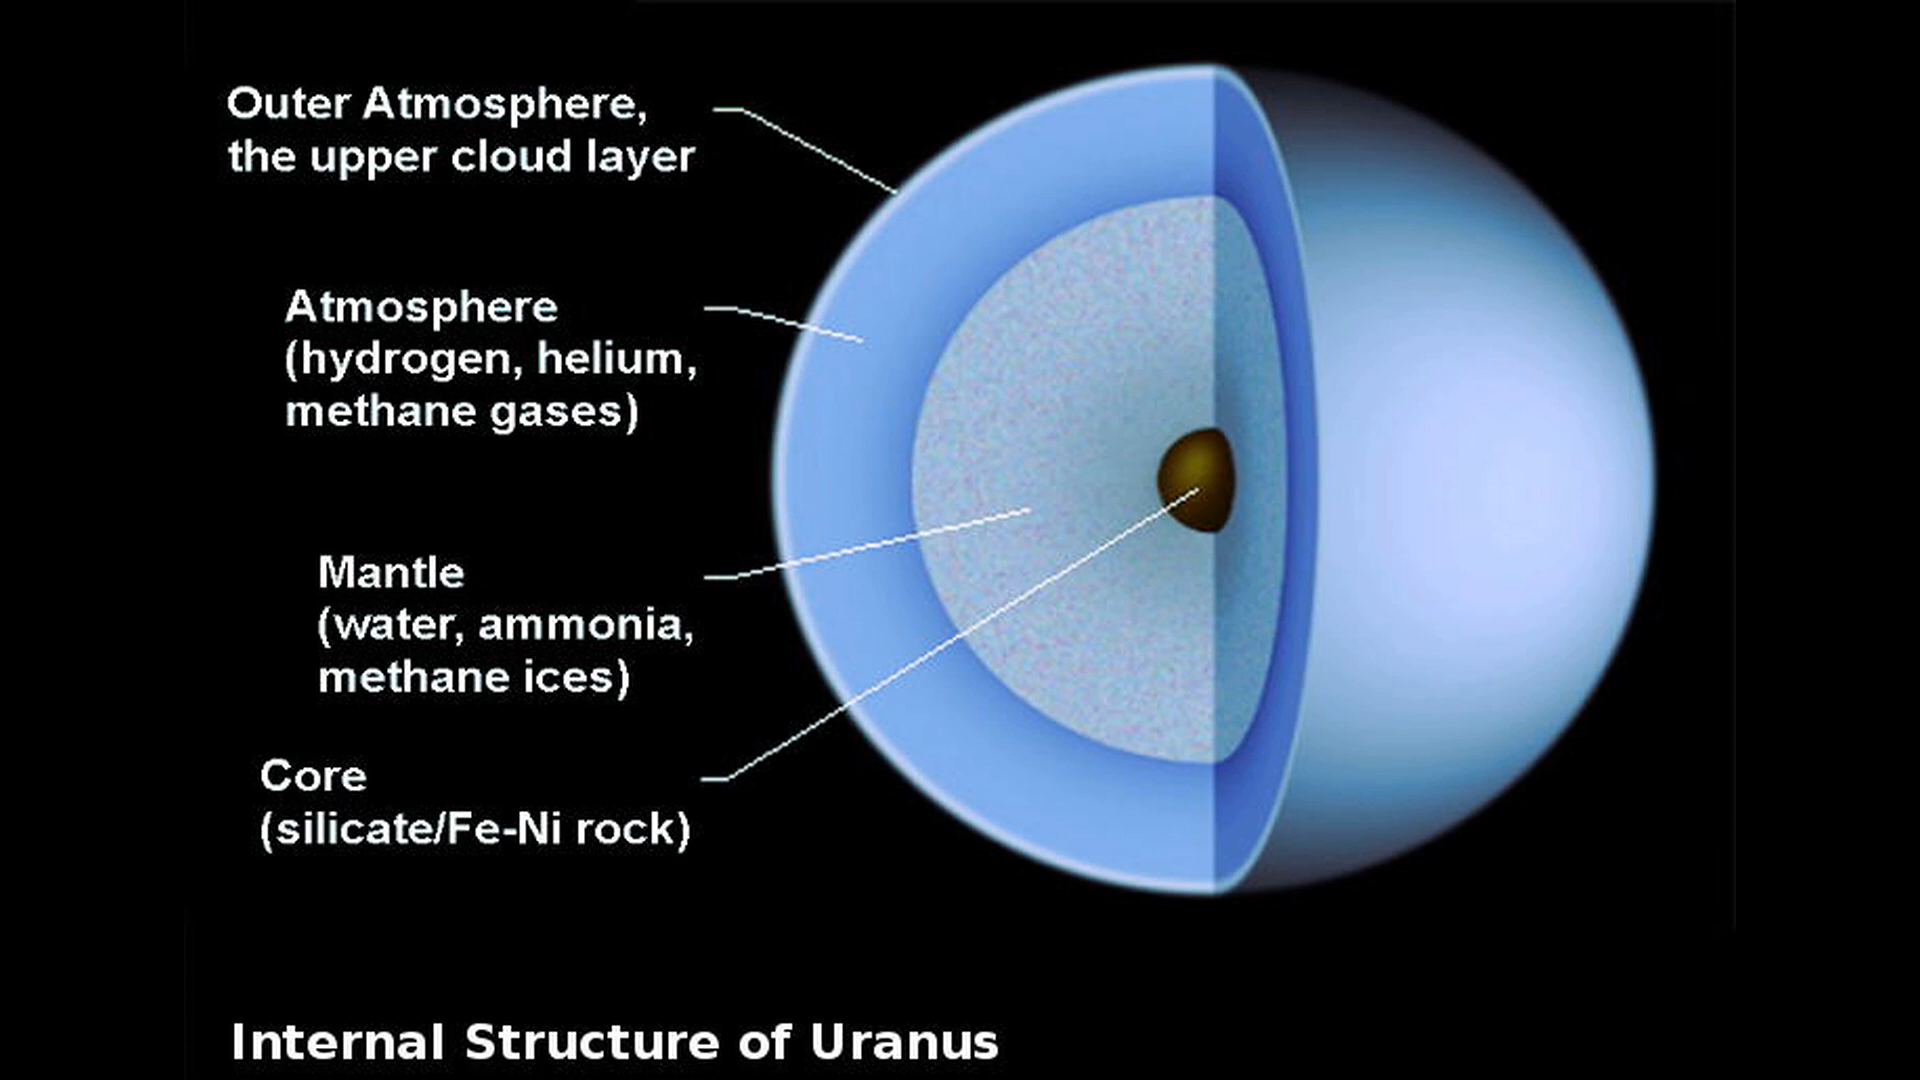 Outer Atmosphere,
the upper cloud layer
Atmosphere
(hydrogen, helium,
methane gases)
Mantle
(water, ammonia,
methane ices)
Core
(silicate/Fe-Ni rock)
Internal Structure of Uranus